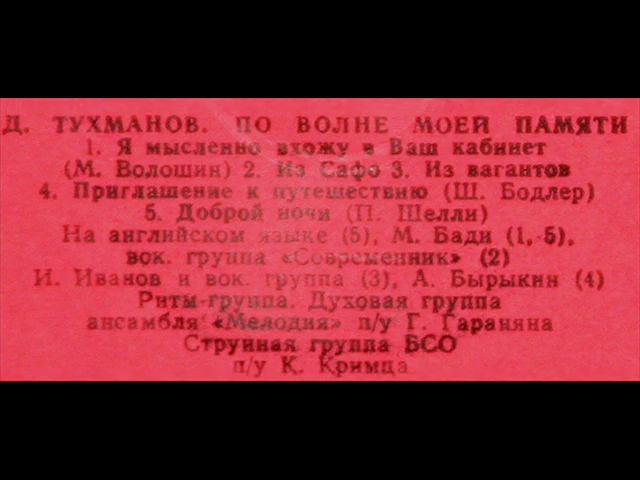 Д. ТУХМАНОВ. ПО ВОЛНЕ МОЕЙ ПАМЯТИ
1. Я мысленно вхожу в Ваш кабинет
(М. Волошин) 2. Из Сафо 3. Из вагантов
4. Приглашение к путешествию (Ш. Бодлер)
5. Доброй ночи (П. Шелли)
На английском языке (5), М. Бади (1, 5),
вок. группа «Современник» (2)
И. Иванов и вок. группа (3), А. Бырыкин (4)
Ритм-группа. Духовая группа
ансамбля «Мелодия» п/у Г. Гараняна
Струнная группа БСО
п/у К. Кримца